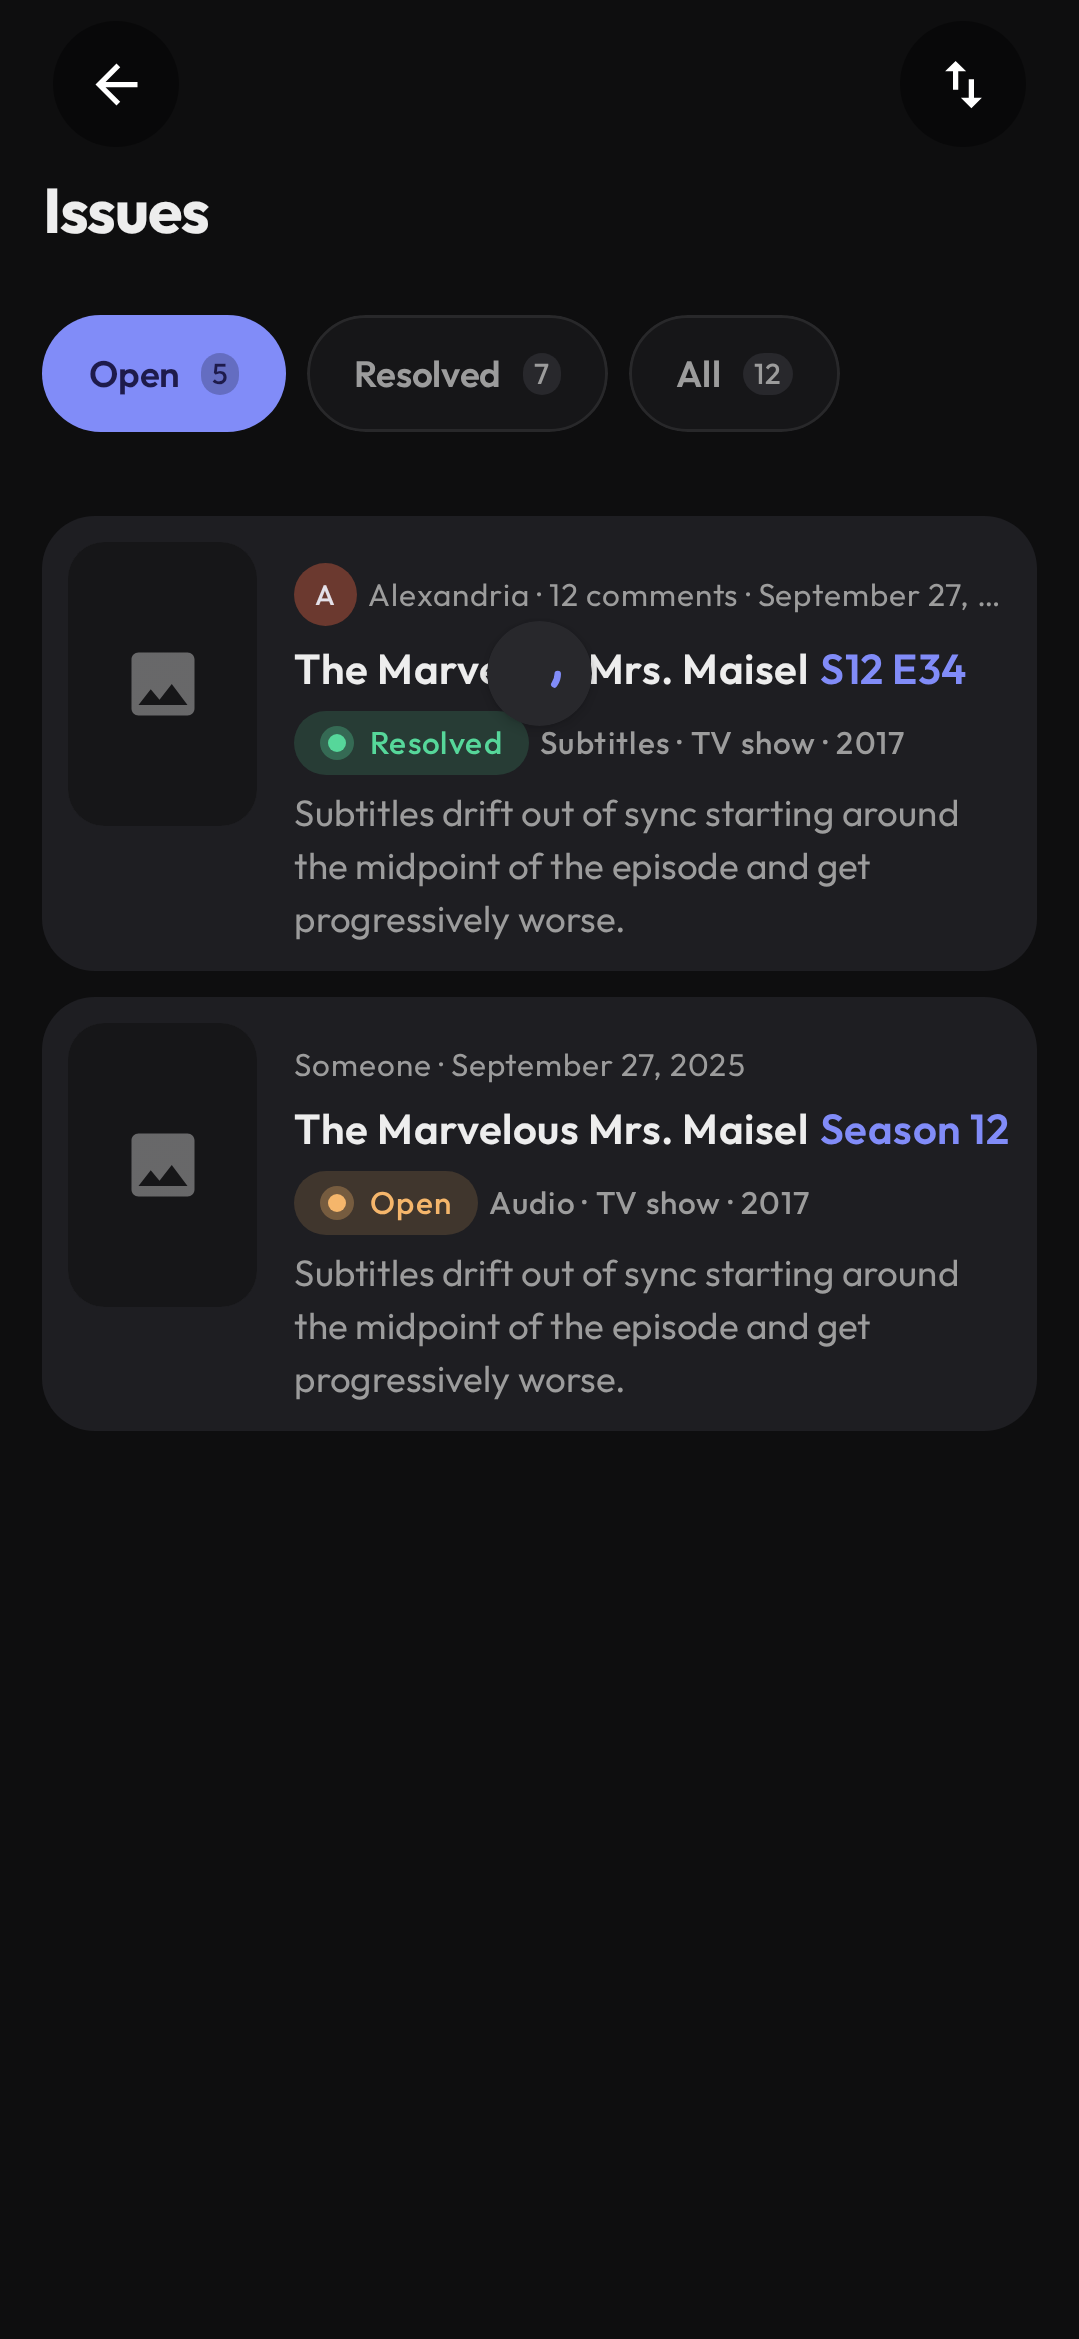 Issues
Open 5
Resolved 7
All 12
A Alexandria · 12 comments · September 27, ...
The Marve Mrs. Maisel S12 E34
Resolved Subtitles · TV show · 2017
Subtitles drift out of sync starting around
the midpoint of the episode and get
progressively worse.
Someone · September 27, 2025
The Marvelous Mrs. Maisel Season 12
Open Audio · TV show · 2017
Subtitles drift out of sync starting around
the midpoint of the episode and get
progressively worse.